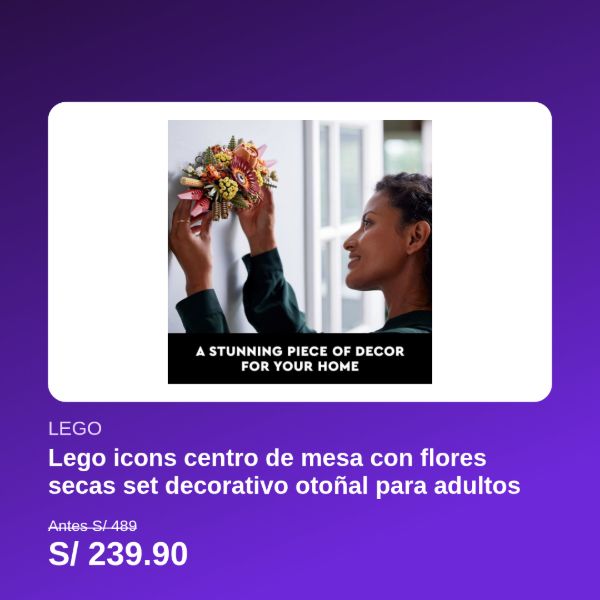 A STUNNING PIECE OF DECOR
FOR YOUR HOME
LEGO
Lego icons centro de mesa con flores
secas set decorativo otoñal para adultos
Antes S/ 489
S/ 239.90